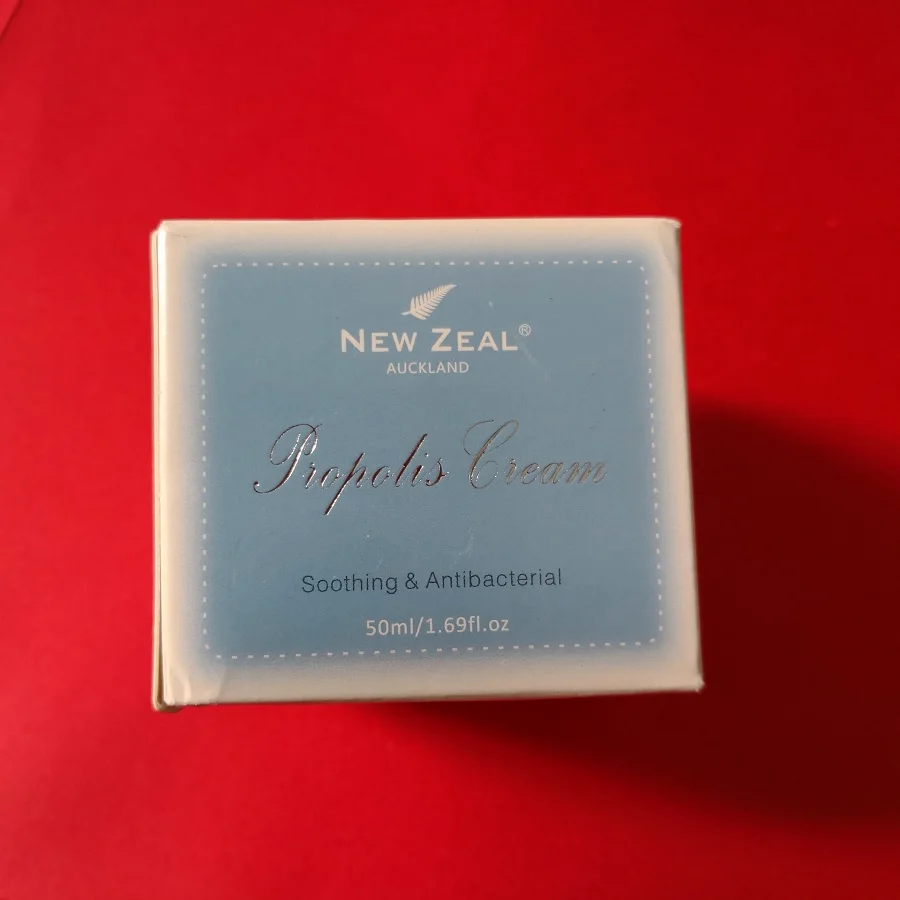 NEW ZEAL®
AUCKLAND
Propolis Cream
Soothing & Antibacterial
50ml/1.69fl.oz